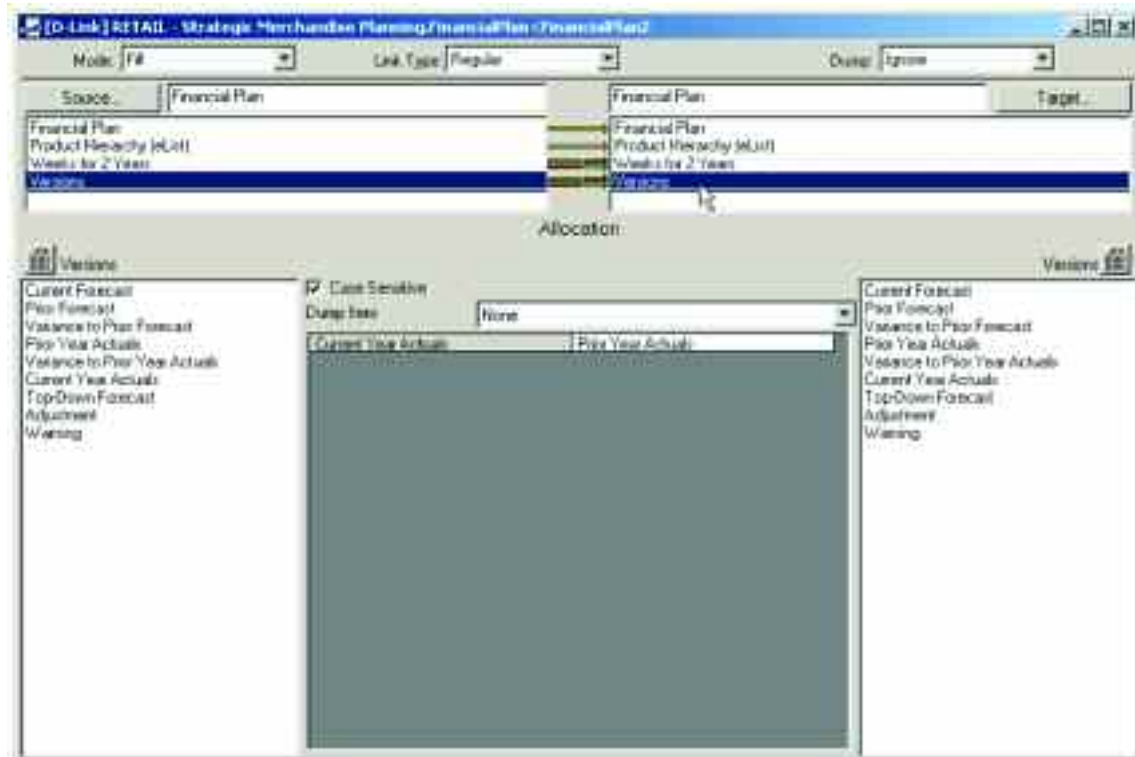 [D-Link] RETAIL - Strategic Merchandise Planning.FinancialPlan<FinancialPlan2
Mode: Fill Link Type: Regular Dump: Ignore
Source... Financial Plan Financial Plan Target...
Financial Plan Financial Plan
Product Hierarchy (eList) Product Hierarchy (eList)
Weeks for 2 Years Weeks for 2 Years
Versions Versions
Allocation
Versions Versions
Current Forecast Case Sensitive Current Forecast
Prior Forecast Dump Item None Prior Forecast
Variance to Prior Forecast Variance to Prior Forecast
Prior Year Actuals Current Year Actuals Prior Year Actuals Prior Year Actuals
Variance to Prior Year Actuals Variance to Prior Year Actuals
Current Year Actuals Current Year Actuals
Top-Down Forecast Top-Down Forecast
Adjustment Adjustment
Warning Warning